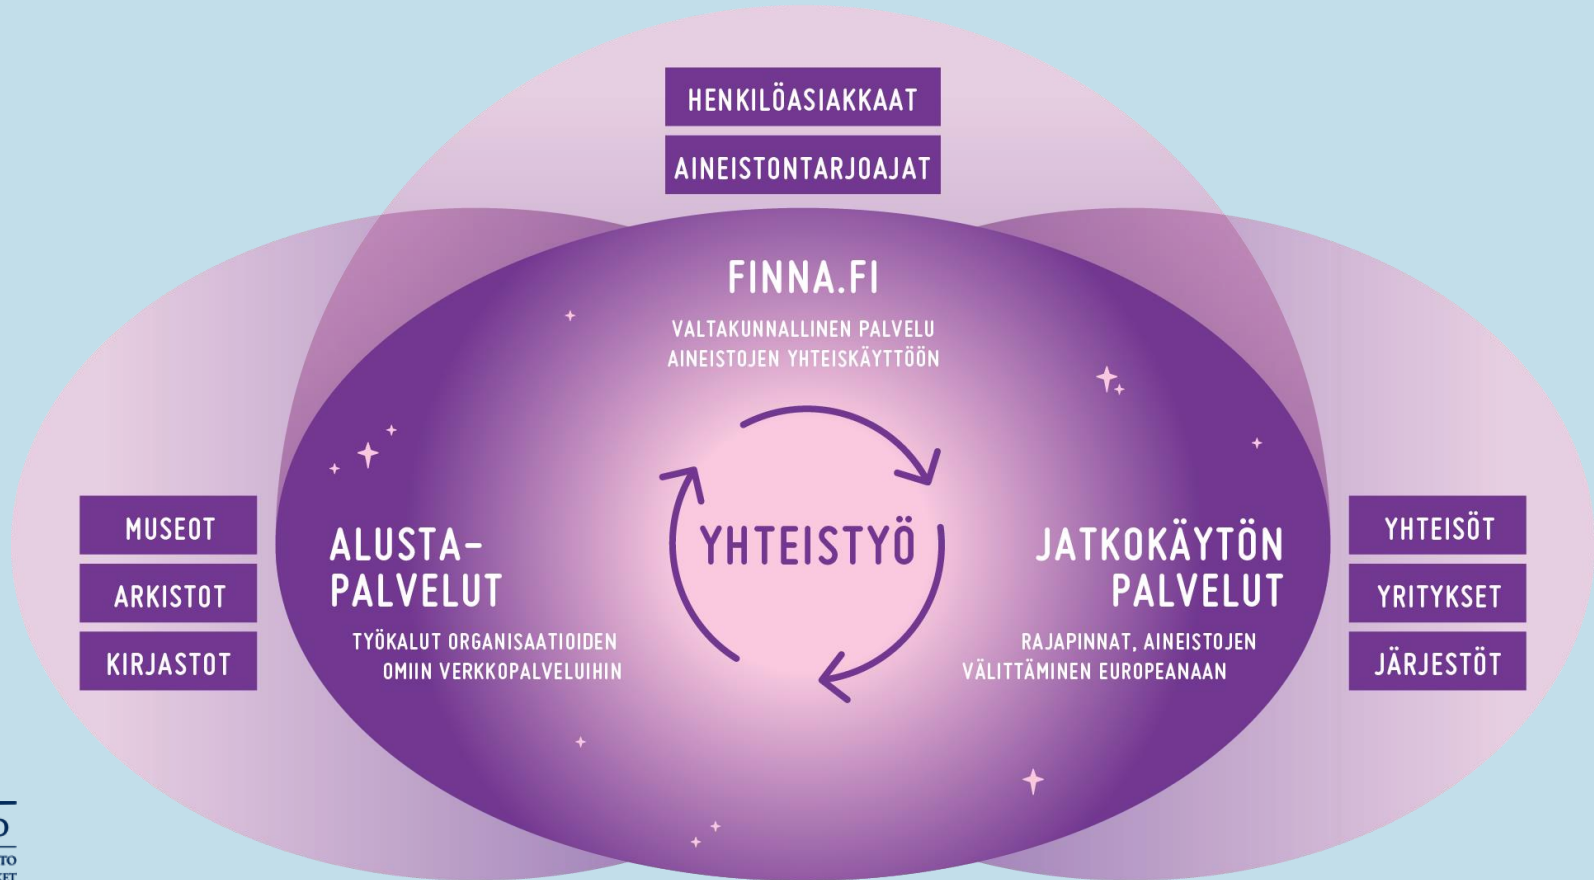 HENKILÖASIAKKAAT
AINEISTONTARJOAJAT
FINNA.FI
VALTAKUNNALLINEN PALVELU
AINEISTOJEN YHTEISKÄYTTÖÖN
MUSEOT
ARKISTOT
KIRJASTOT
ALUSTA-
PALVELUT
TYÖKALUT ORGANISAATIOIDEN
OMIIN VERKKOPALVELUIHIN
YHTEISTYÖ
JATKOKÄYTÖN
PALVELUT
RAJAPINNAT, AINEISTOJEN
VÄLITTÄMINEN EUROPEANAAN
YHTEISÖT
YRITYKSET
JÄRJESTÖT